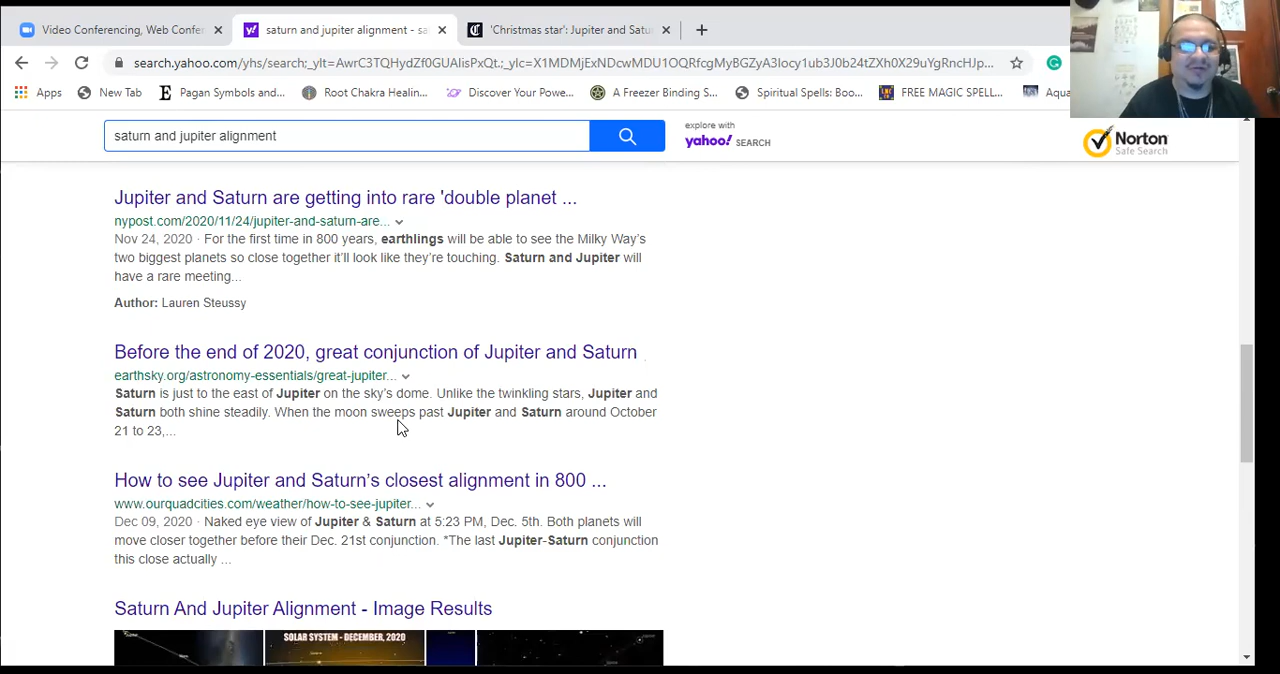 Video Conferencing, Web Confer
saturn and jupiter alignment - sa
'Christmas star': Jupiter and Satu
search.yahoo.com/yhs/search;_ylt=AwrC3TQHydZf0GUAIisPxQt.;_ylc=X1MDMjExNDcwMDU1OQRfcgMyBGZyA3locy1ub3J0b24tZXh0X29uYgRncHJp...
Apps
New Tab
Pagan Symbols and...
Root Chakra Healin...
Discover Your Powe...
A Freezer Binding S...
Spiritual Spells: Boo...
FREE MAGIC SPELL...
Aqua
saturn and jupiter alignment
explore with
yahoo! SEARCH
Norton
Safe Search
Jupiter and Saturn are getting into rare 'double planet ...
nypost.com/2020/11/24/jupiter-and-saturn-are...
Nov 24, 2020 · For the first time in 800 years, earthlings will be able to see the Milky Way's
two biggest planets so close together it'll look like they're touching. Saturn and Jupiter will
have a rare meeting...
Author: Lauren Steussy
Before the end of 2020, great conjunction of Jupiter and Saturn
earthsky.org/astronomy-essentials/great-jupiter...
Saturn is just to the east of Jupiter on the sky's dome. Unlike the twinkling stars, Jupiter and
Saturn both shine steadily. When the moon sweeps past Jupiter and Saturn around October
21 to 23,...
How to see Jupiter and Saturn's closest alignment in 800 ...
www.ourquadcities.com/weather/how-to-see-jupiter...
Dec 09, 2020 · Naked eye view of Jupiter & Saturn at 5:23 PM, Dec. 5th. Both planets will
move closer together before their Dec. 21st conjunction. *The last Jupiter-Saturn conjunction
this close actually ...
Saturn And Jupiter Alignment - Image Results
SOLAR SYSTEM - DECEMBER, 2020